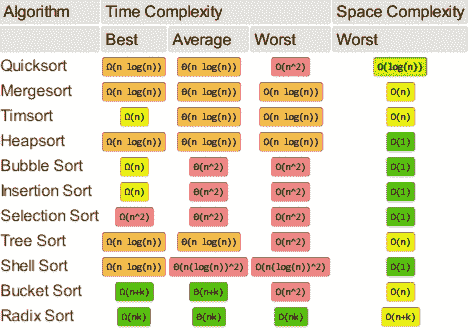 Algorithm Time Complexity Space Complexity
Best Average Worst Worst
Quicksort Ω(n log(n)) Θ(n log(n)) O(n^2) O(log(n))
Mergesort Ω(n log(n)) Θ(n log(n)) O(n log(n)) O(n)
Timsort Ω(n) Θ(n log(n)) O(n log(n)) O(n)
Heapsort Ω(n log(n)) Θ(n log(n)) O(n log(n)) O(1)
Bubble Sort Ω(n) Θ(n^2) O(n^2) O(1)
Insertion Sort Ω(n) Θ(n^2) O(n^2) O(1)
Selection Sort Ω(n^2) Θ(n^2) O(n^2) O(1)
Tree Sort Ω(n log(n)) Θ(n log(n)) O(n^2) O(n)
Shell Sort Ω(n log(n)) Θ(n(log(n))^2) O(n(log(n))^2) O(1)
Bucket Sort Ω(n+k) Θ(n+k) O(n^2) O(n)
Radix Sort Ω(nk) Θ(nk) O(nk) O(n+k)